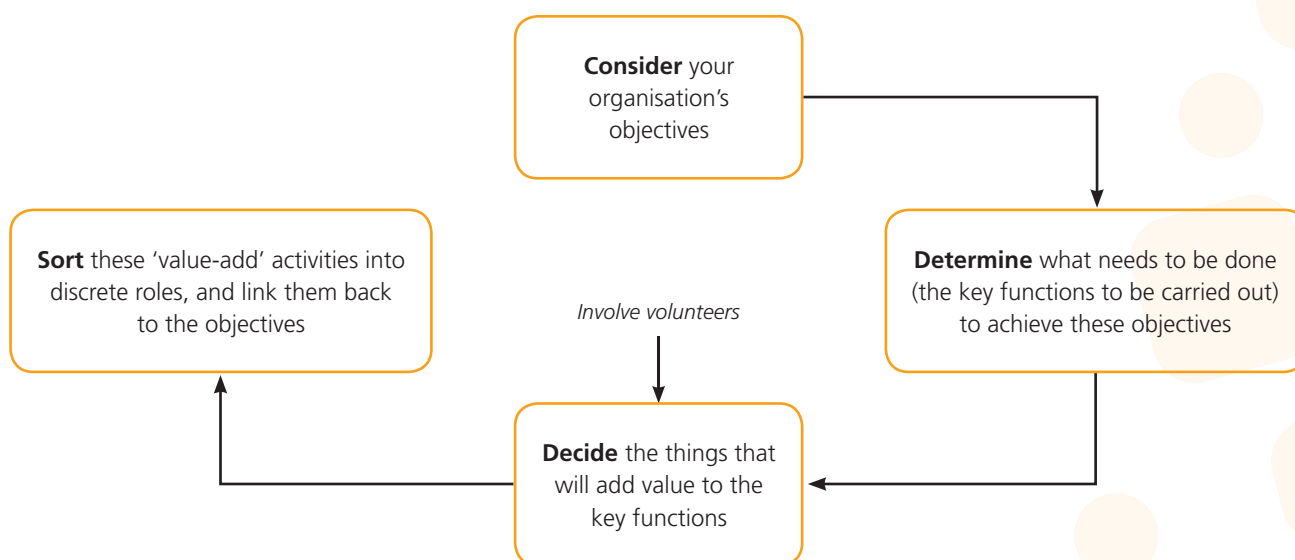 Consider your
organisation's
objectives
Determine what needs to be done
(the key functions to be carried out)
to achieve these objectives
Involve volunteers
Decide the things that
will add value to the
key functions
Sort these ‘value-add’ activities into
discrete roles, and link them back
to the objectives